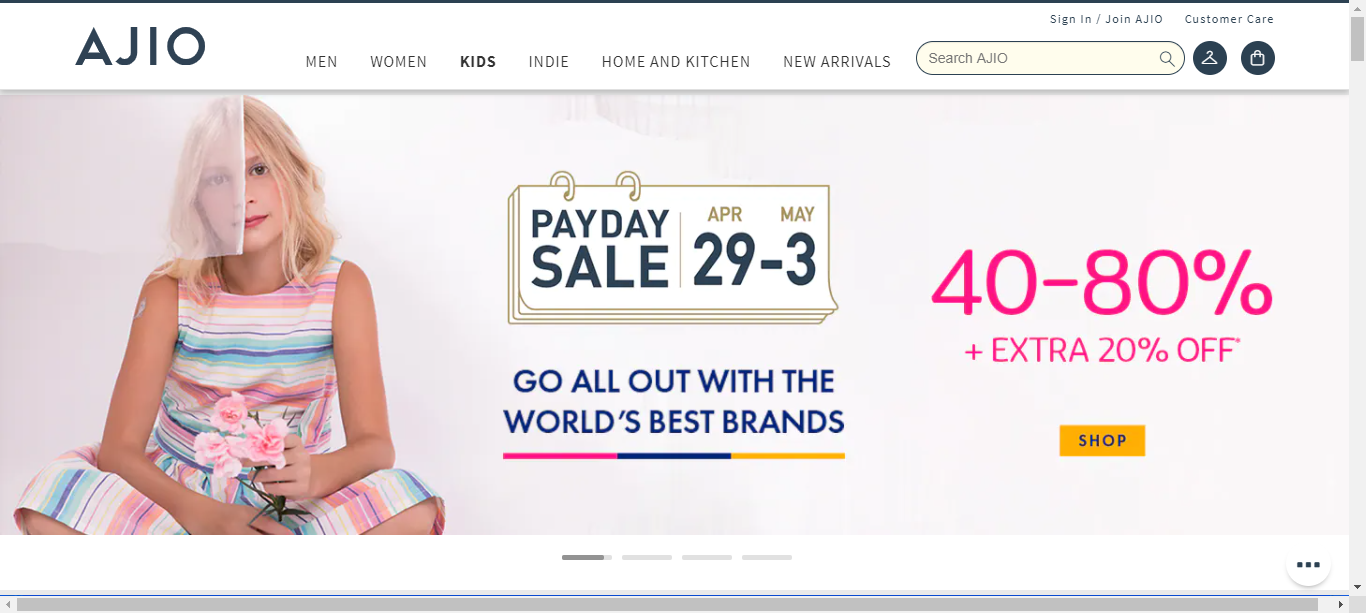 Sign In / Join AJIO Customer Care
AJIO
MEN WOMEN KIDS INDIE HOME AND KITCHEN NEW ARRIVALS
Search AJIO
PAYDAY
SALE
APR MAY
29-3
GO ALL OUT WITH THE
WORLD'S BEST BRANDS
40-80%
+ EXTRA 20% OFF*
SHOP